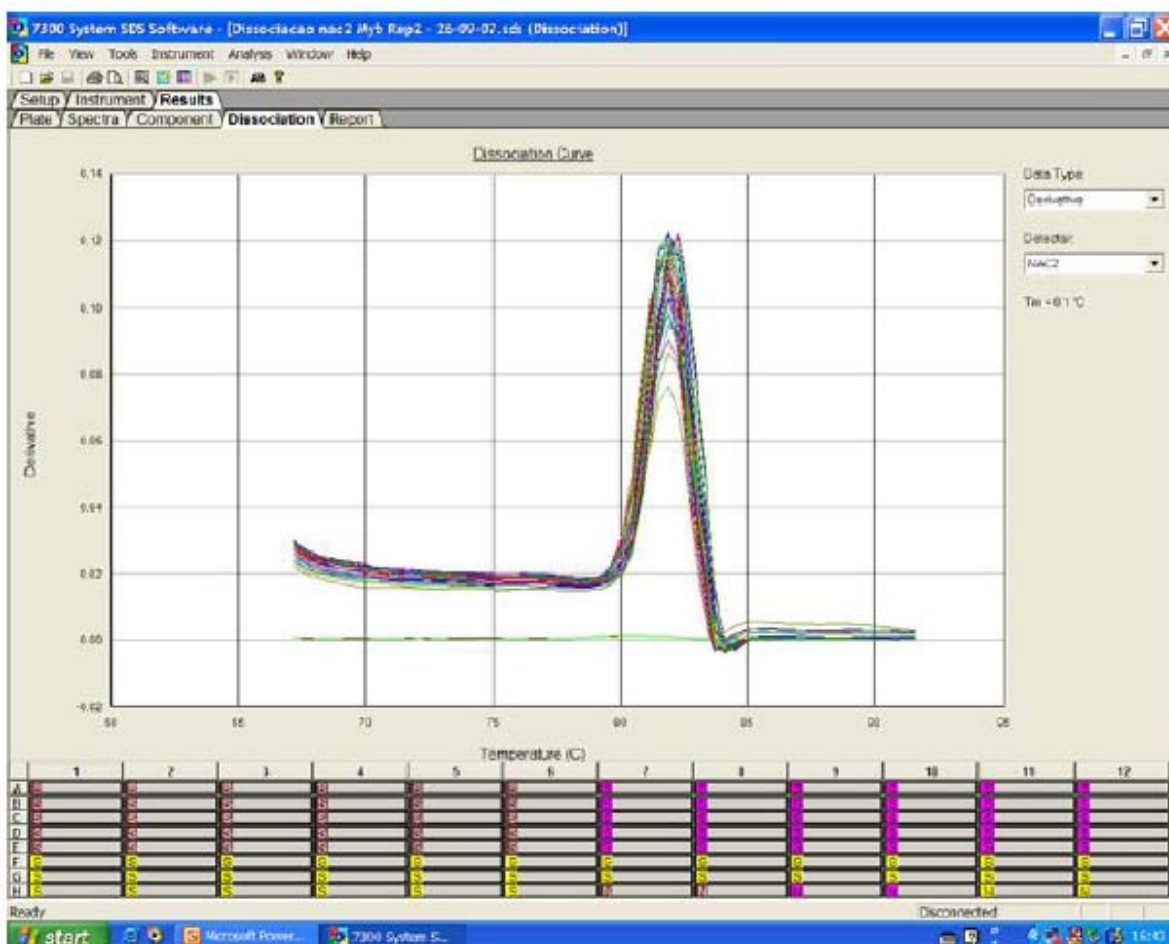 7300 System SDS Software - [Dissociacao nac2 Myb Rep2 - 26-09-07.sds (Dissociation)]
File View Tools Instrument Analysis Window Help
Setup Instrument Results
Plate Spectra Component Dissociation Report
Dissociation Curve
Data Type:
Derivative
Detector:
NAC2
Tm =
0.14
0.12
0.10
0.08
0.06
0.04
0.02
0.00
-0.02
Derivative
60 65 70 75 80 85 90 95
Temperature (C)
1 2 3 4 5 6 7 8 9 10 11 12
A
B
C
D
E
F S S S S S S S S S S S S
G S S S S S S S S S S S S
H S S S S S S
Ready Disconnected
start Microsoft Power... 7300 System S...